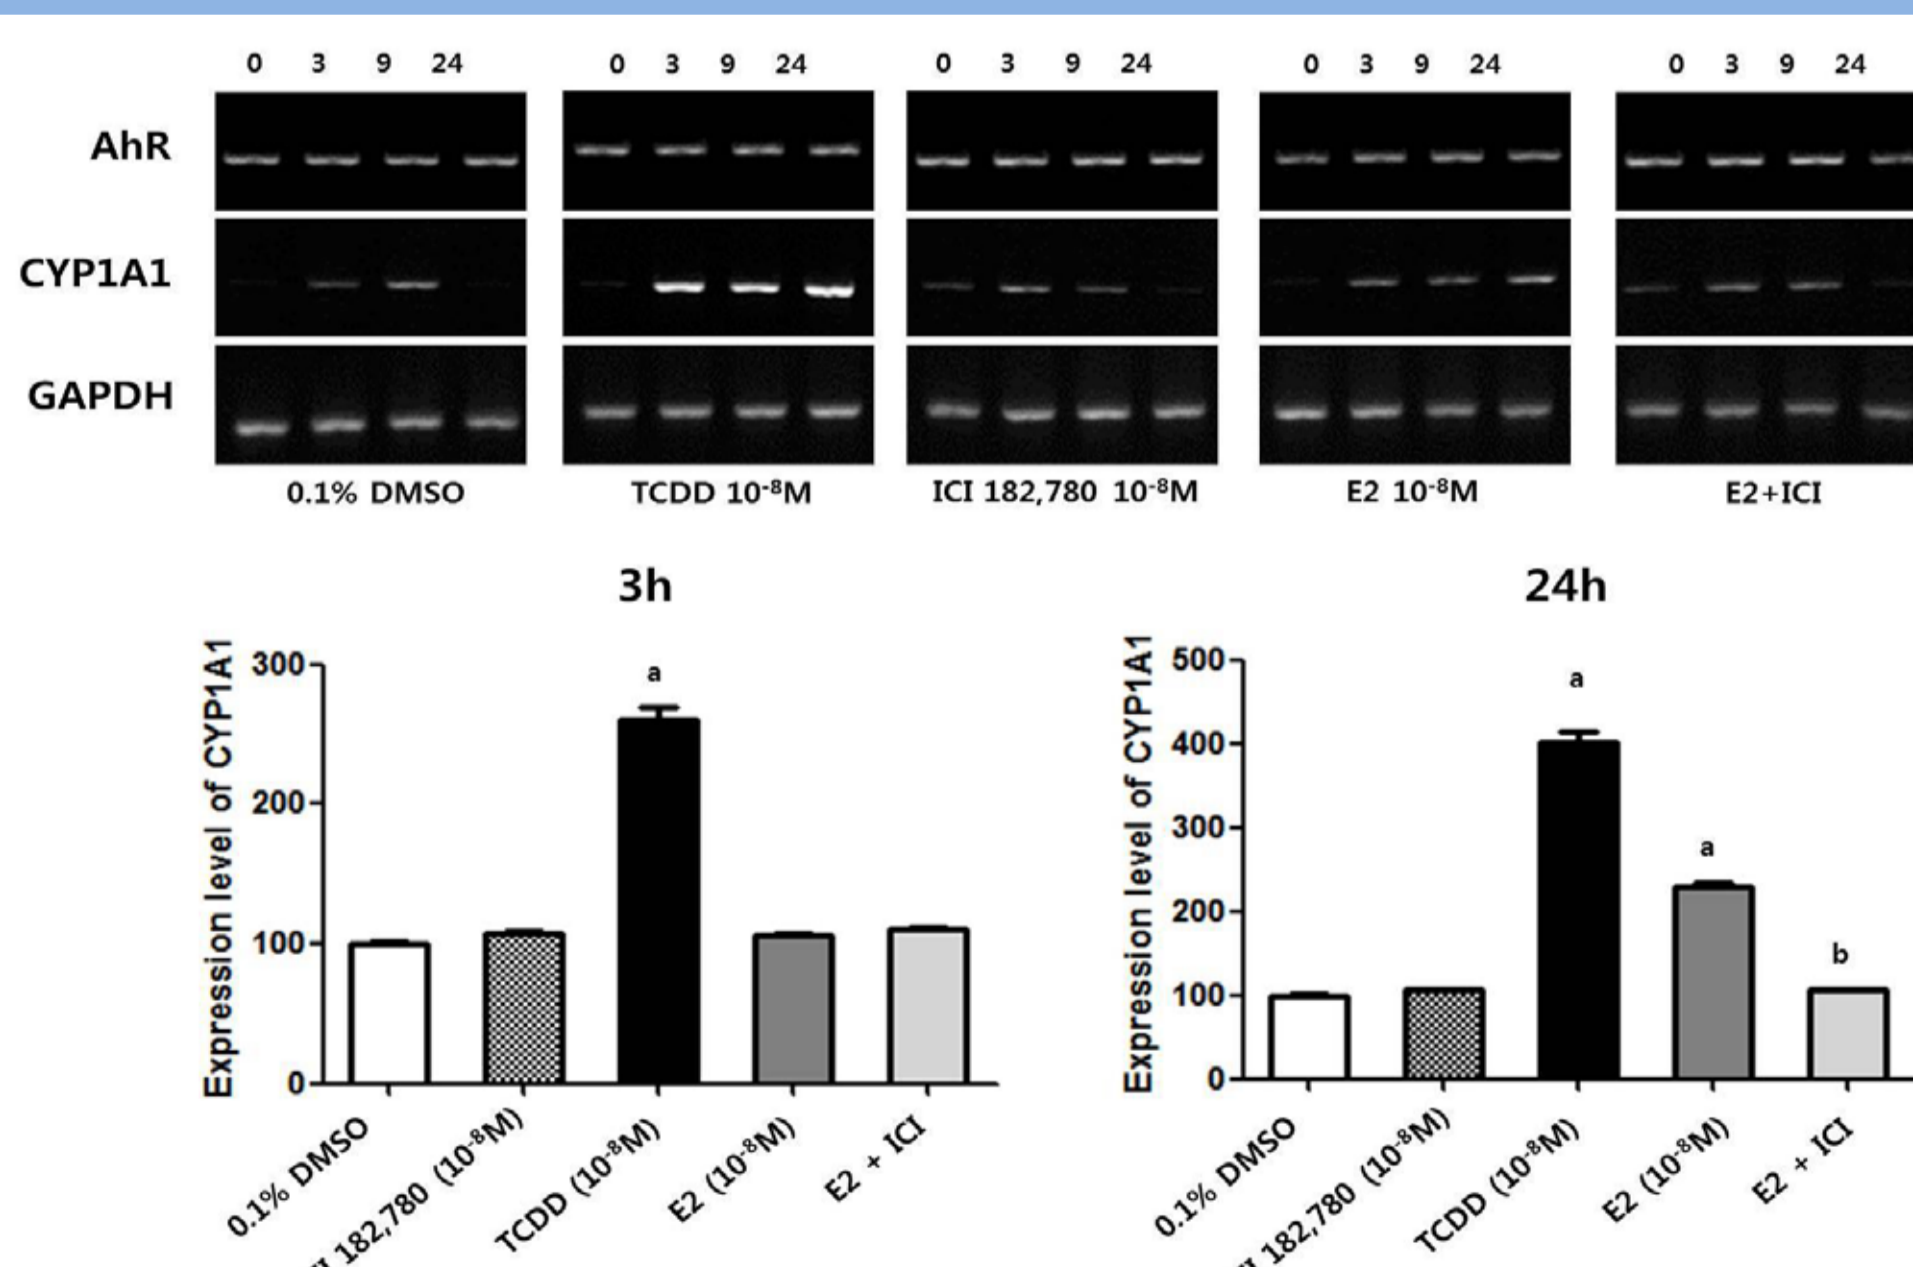 0 3 9 24 0 3 9 24 0 3 9 24 0 3 9 24 0 3 9 24
AhR
CYP1A1
GAPDH
0.1% DMSO TCDD 10⁻⁸M ICI 182,780 10⁻⁸M E2 10⁻⁸M E2+ICI
3h
Expression level of CYP1A1
300
200
100
0
a
0.1% DMSO
182,780 (10⁻⁸M)
TCDD (10⁻⁸M)
E2 (10⁻⁸M)
E2 + ICI
24h
Expression level of CYP1A1
500
400
300
200
100
0
a
a
b
0.1% DMSO
182,780 (10⁻⁸M)
TCDD (10⁻⁸M)
E2 (10⁻⁸M)
E2 + ICI